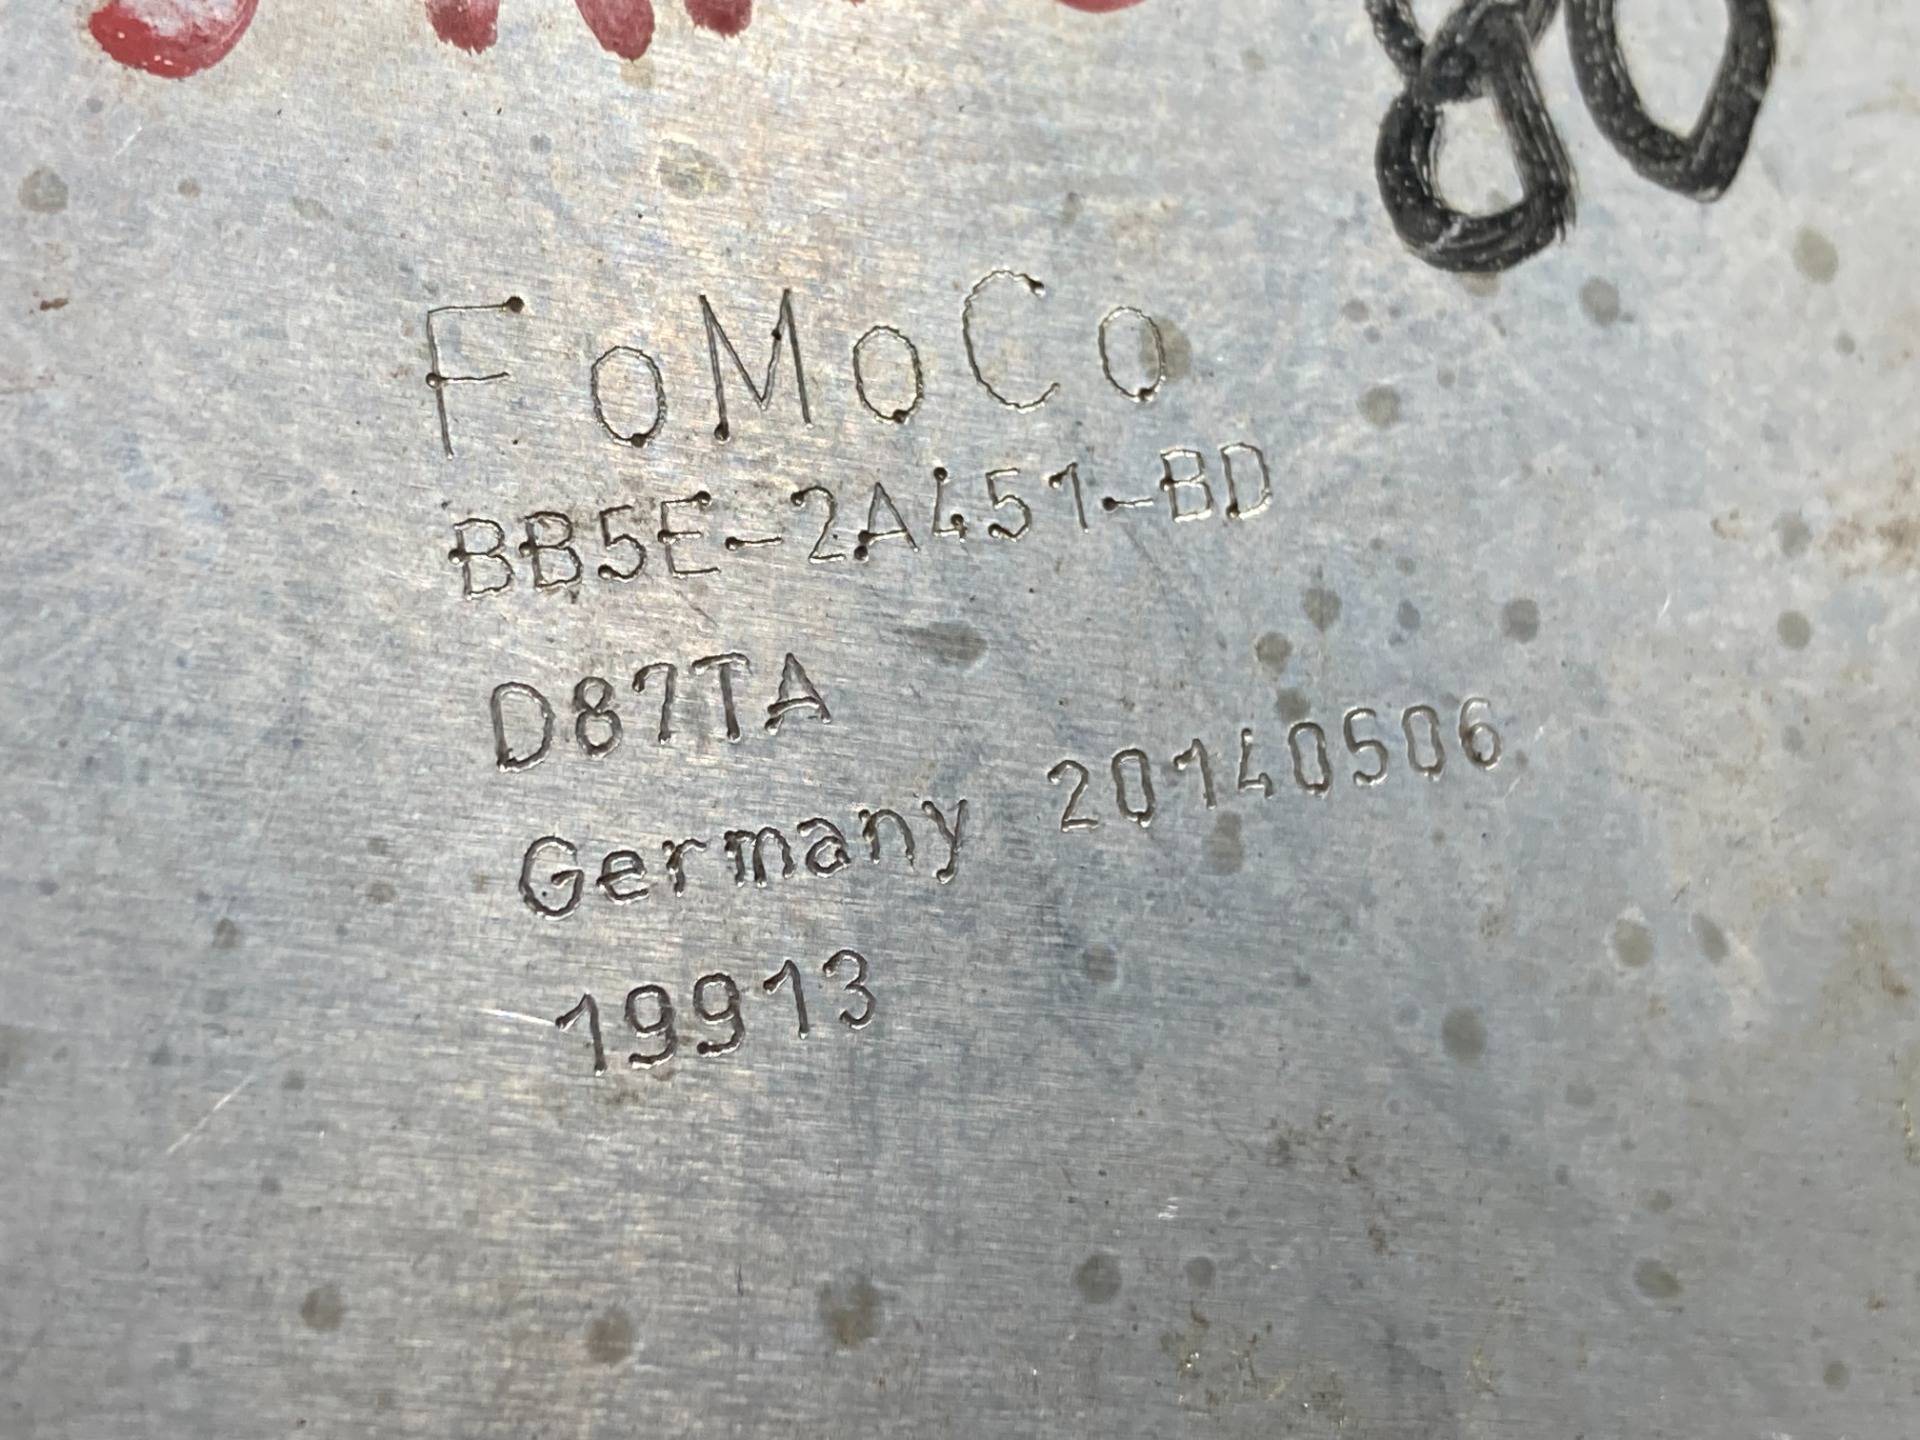 80
FoMoCo
BB5E-2A451-BD
D87TA
Germany 20140506
19913